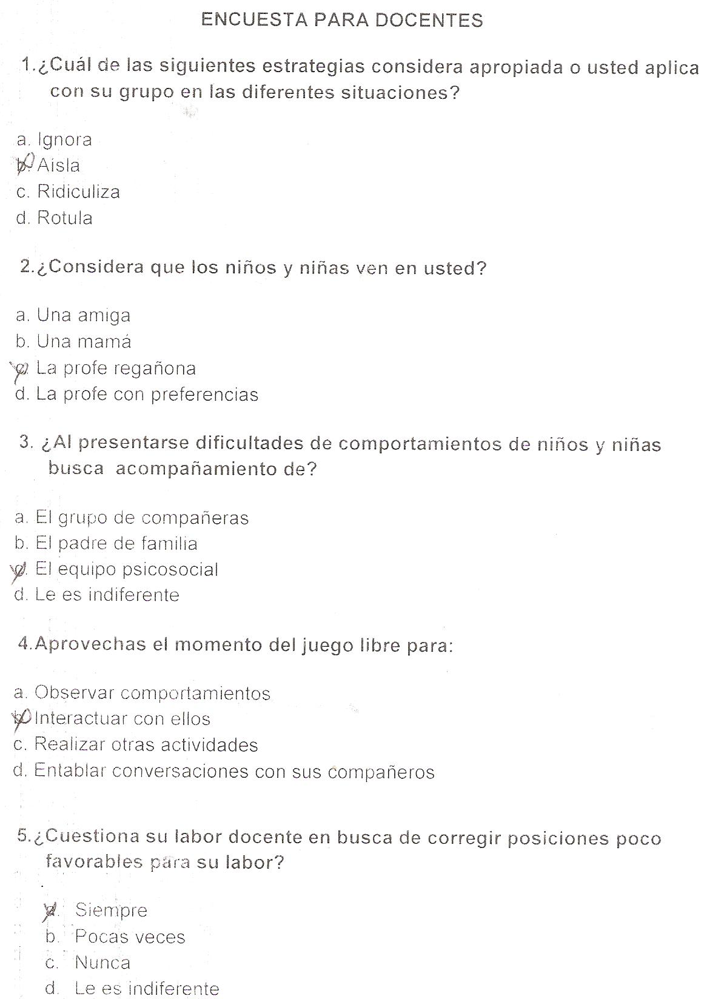 ENCUESTA PARA DOCENTES
1.¿Cuál de las siguientes estrategias considera apropiada o usted aplica
con su grupo en las diferentes situaciones?
a. Ignora
b. Aisla
c. Ridiculiza
d. Rotula
2.¿Considera que los niños y niñas ven en usted?
a. Una amiga
b. Una mamá
c. La profe regañona
d. La profe con preferencias
3. ¿Al presentarse dificultades de comportamientos de niños y niñas
busca acompañamiento de?
a. El grupo de compañeras
b. El padre de familia
c. El equipo psicosocial
d. Le es indiferente
4.Aprovechas el momento del juego libre para:
a. Observar comportamientos
b. Interactuar con ellos
c. Realizar otras actividades
d. Entablar conversaciones con sus compañeros
5.¿Cuestiona su labor docente en busca de corregir posiciones poco
favorables para su labor?
a. Siempre
b. Pocas veces
c. Nunca
d. Le es indiferente